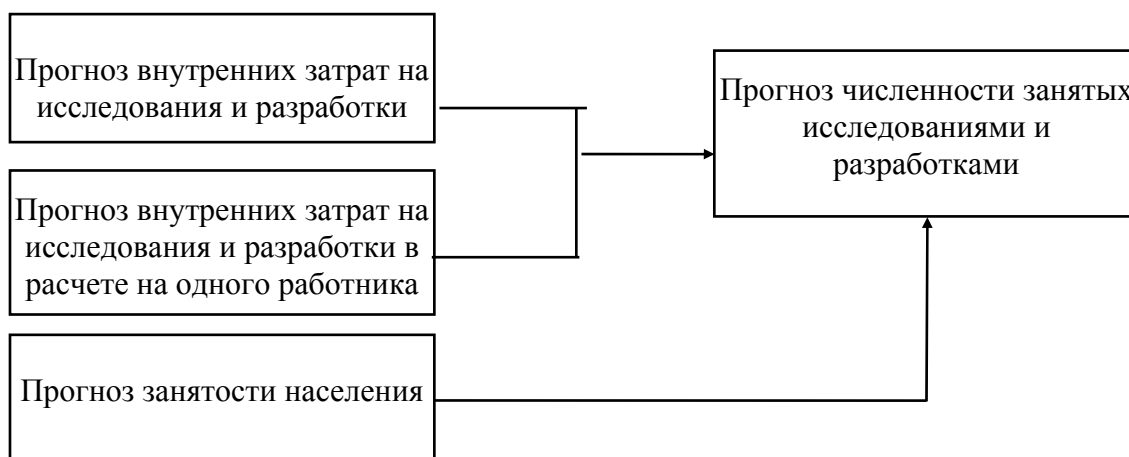 Прогноз внутренних затрат на
исследования и разработки
Прогноз внутренних затрат на
исследования и разработки в
расчете на одного работника
Прогноз занятости населения
Прогноз численности занятых
исследованиями и
разработками